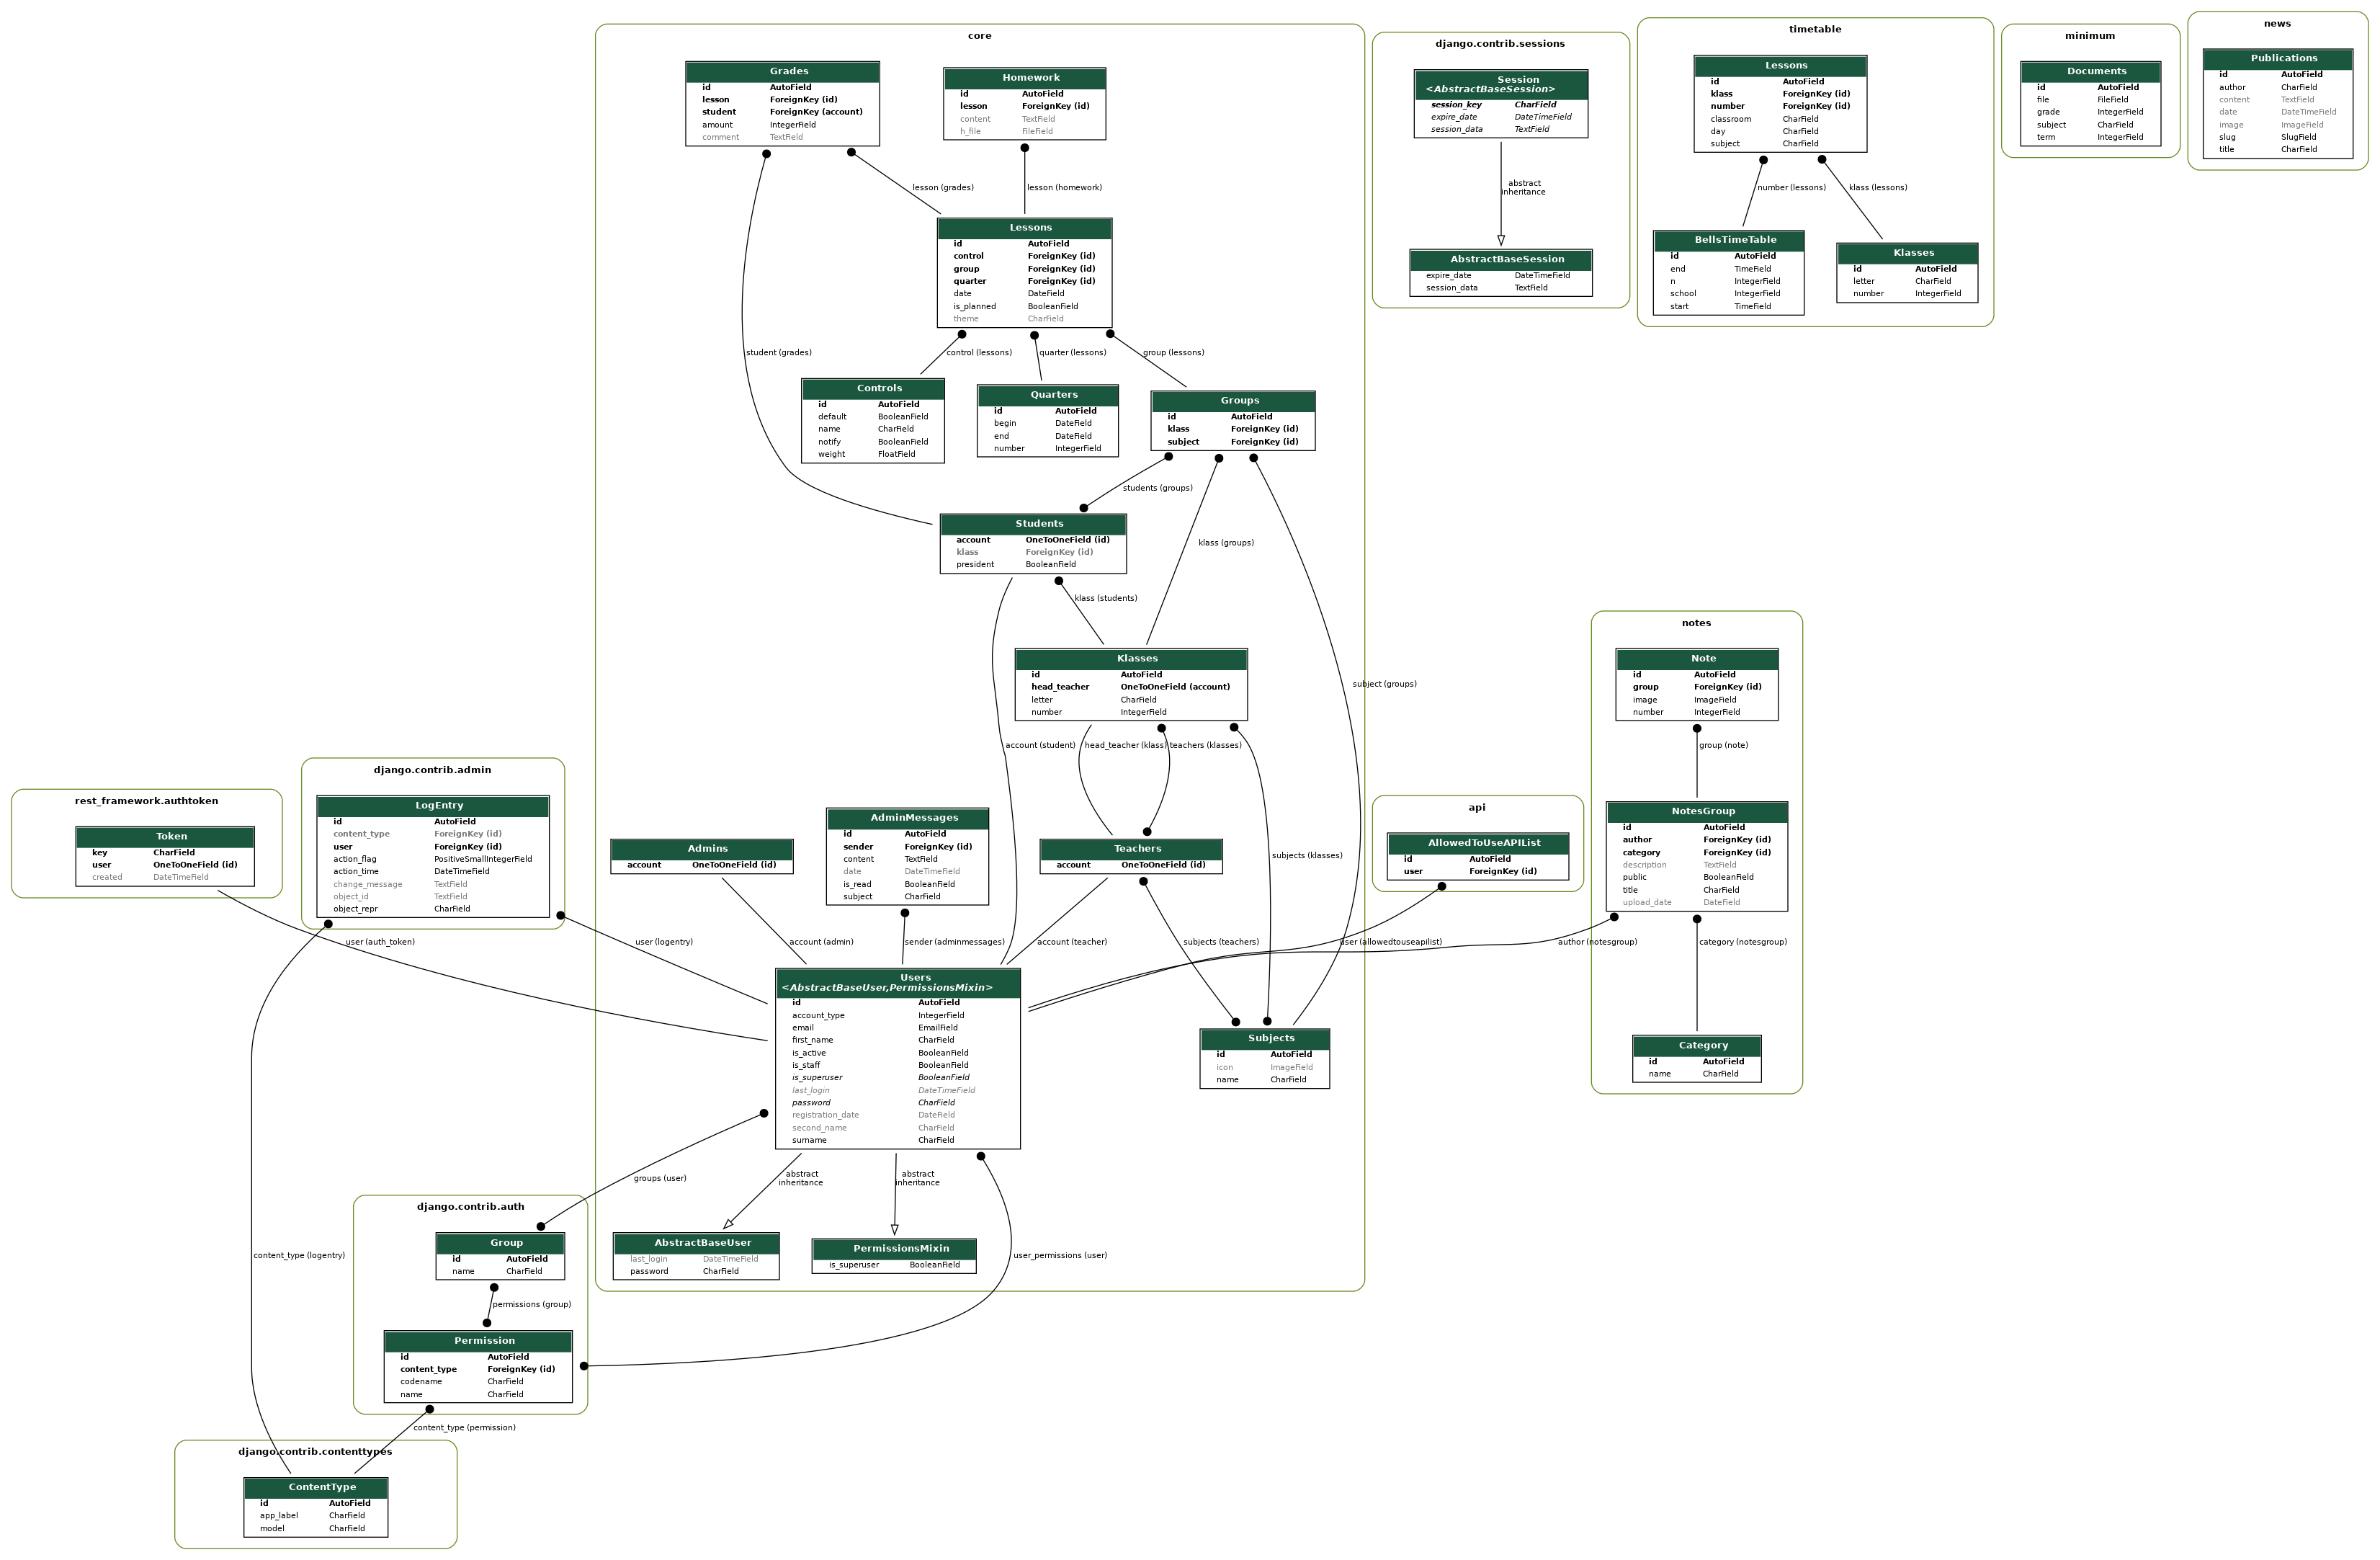 core
Grades
id AutoField
lesson ForeignKey (id)
student ForeignKey (account)
amount IntegerField
comment TextField
Homework
id AutoField
lesson ForeignKey (id)
content TextField
h_file FileField
lesson (grades)
lesson (homework)
Lessons
id AutoField
control ForeignKey (id)
group ForeignKey (id)
quarter ForeignKey (id)
date DateField
is_planned BooleanField
theme CharField
student (grades)
control (lessons)
quarter (lessons)
group (lessons)
Controls
id AutoField
default BooleanField
name CharField
notify BooleanField
weight FloatField
Quarters
id AutoField
begin DateField
end DateField
number IntegerField
Groups
id AutoField
klass ForeignKey (id)
subject ForeignKey (id)
students (groups)
Students
account OneToOneField (id)
klass ForeignKey (id)
president BooleanField
klass (groups)
klass (students)
Klasses
id AutoField
head_teacher OneToOneField (account)
letter CharField
number IntegerField
subject (groups)
account (student)
head_teacher (klass)
teachers (klasses)
Admins
account OneToOneField (id)
AdminMessages
id AutoField
sender ForeignKey (id)
content TextField
date DateTimeField
is_read BooleanField
subject CharField
Teachers
account OneToOneField (id)
subjects (klasses)
account (admin)
sender (adminmessages)
account (teacher)
subjects (teachers)
Users
<AbstractBaseUser,PermissionsMixin>
id AutoField
account_type IntegerField
email EmailField
first_name CharField
is_active BooleanField
is_staff BooleanField
is_superuser BooleanField
last_login DateTimeField
password CharField
registration_date DateField
second_name CharField
surname CharField
Subjects
id AutoField
icon ImageField
name CharField
groups (user)
abstract
inheritance
abstract
inheritance
user_permissions (user)
AbstractBaseUser
last_login DateTimeField
password CharField
PermissionsMixin
is_superuser BooleanField
django.contrib.sessions
Session
<AbstractBaseSession>
session_key CharField
expire_date DateTimeField
session_data TextField
abstract
inheritance
AbstractBaseSession
expire_date DateTimeField
session_data TextField
timetable
Lessons
id AutoField
klass ForeignKey (id)
number ForeignKey (id)
classroom CharField
day CharField
subject CharField
number (lessons)
klass (lessons)
BellsTimeTable
id AutoField
end TimeField
n IntegerField
school IntegerField
start TimeField
Klasses
id AutoField
letter CharField
number IntegerField
minimum
Documents
id AutoField
file FileField
grade IntegerField
subject CharField
term IntegerField
news
Publications
id AutoField
author CharField
content TextField
date DateTimeField
image ImageField
slug SlugField
title CharField
notes
Note
id AutoField
group ForeignKey (id)
image ImageField
number IntegerField
group (note)
NotesGroup
id AutoField
author ForeignKey (id)
category ForeignKey (id)
description TextField
public BooleanField
title CharField
upload_date DateField
author (notesgroup)
category (notesgroup)
Category
id AutoField
name CharField
api
AllowedToUseAPIList
id AutoField
user ForeignKey (id)
user (allowedtouseapilist)
rest_framework.authtoken
Token
key CharField
user OneToOneField (id)
created DateTimeField
user (auth_token)
django.contrib.admin
LogEntry
id AutoField
content_type ForeignKey (id)
user ForeignKey (id)
action_flag PositiveSmallIntegerField
action_time DateTimeField
change_message TextField
object_id TextField
object_repr CharField
user (logentry)
content_type (logentry)
django.contrib.auth
Group
id AutoField
name CharField
permissions (group)
Permission
id AutoField
content_type ForeignKey (id)
codename CharField
name CharField
content_type (permission)
django.contrib.contenttypes
ContentType
id AutoField
app_label CharField
model CharField